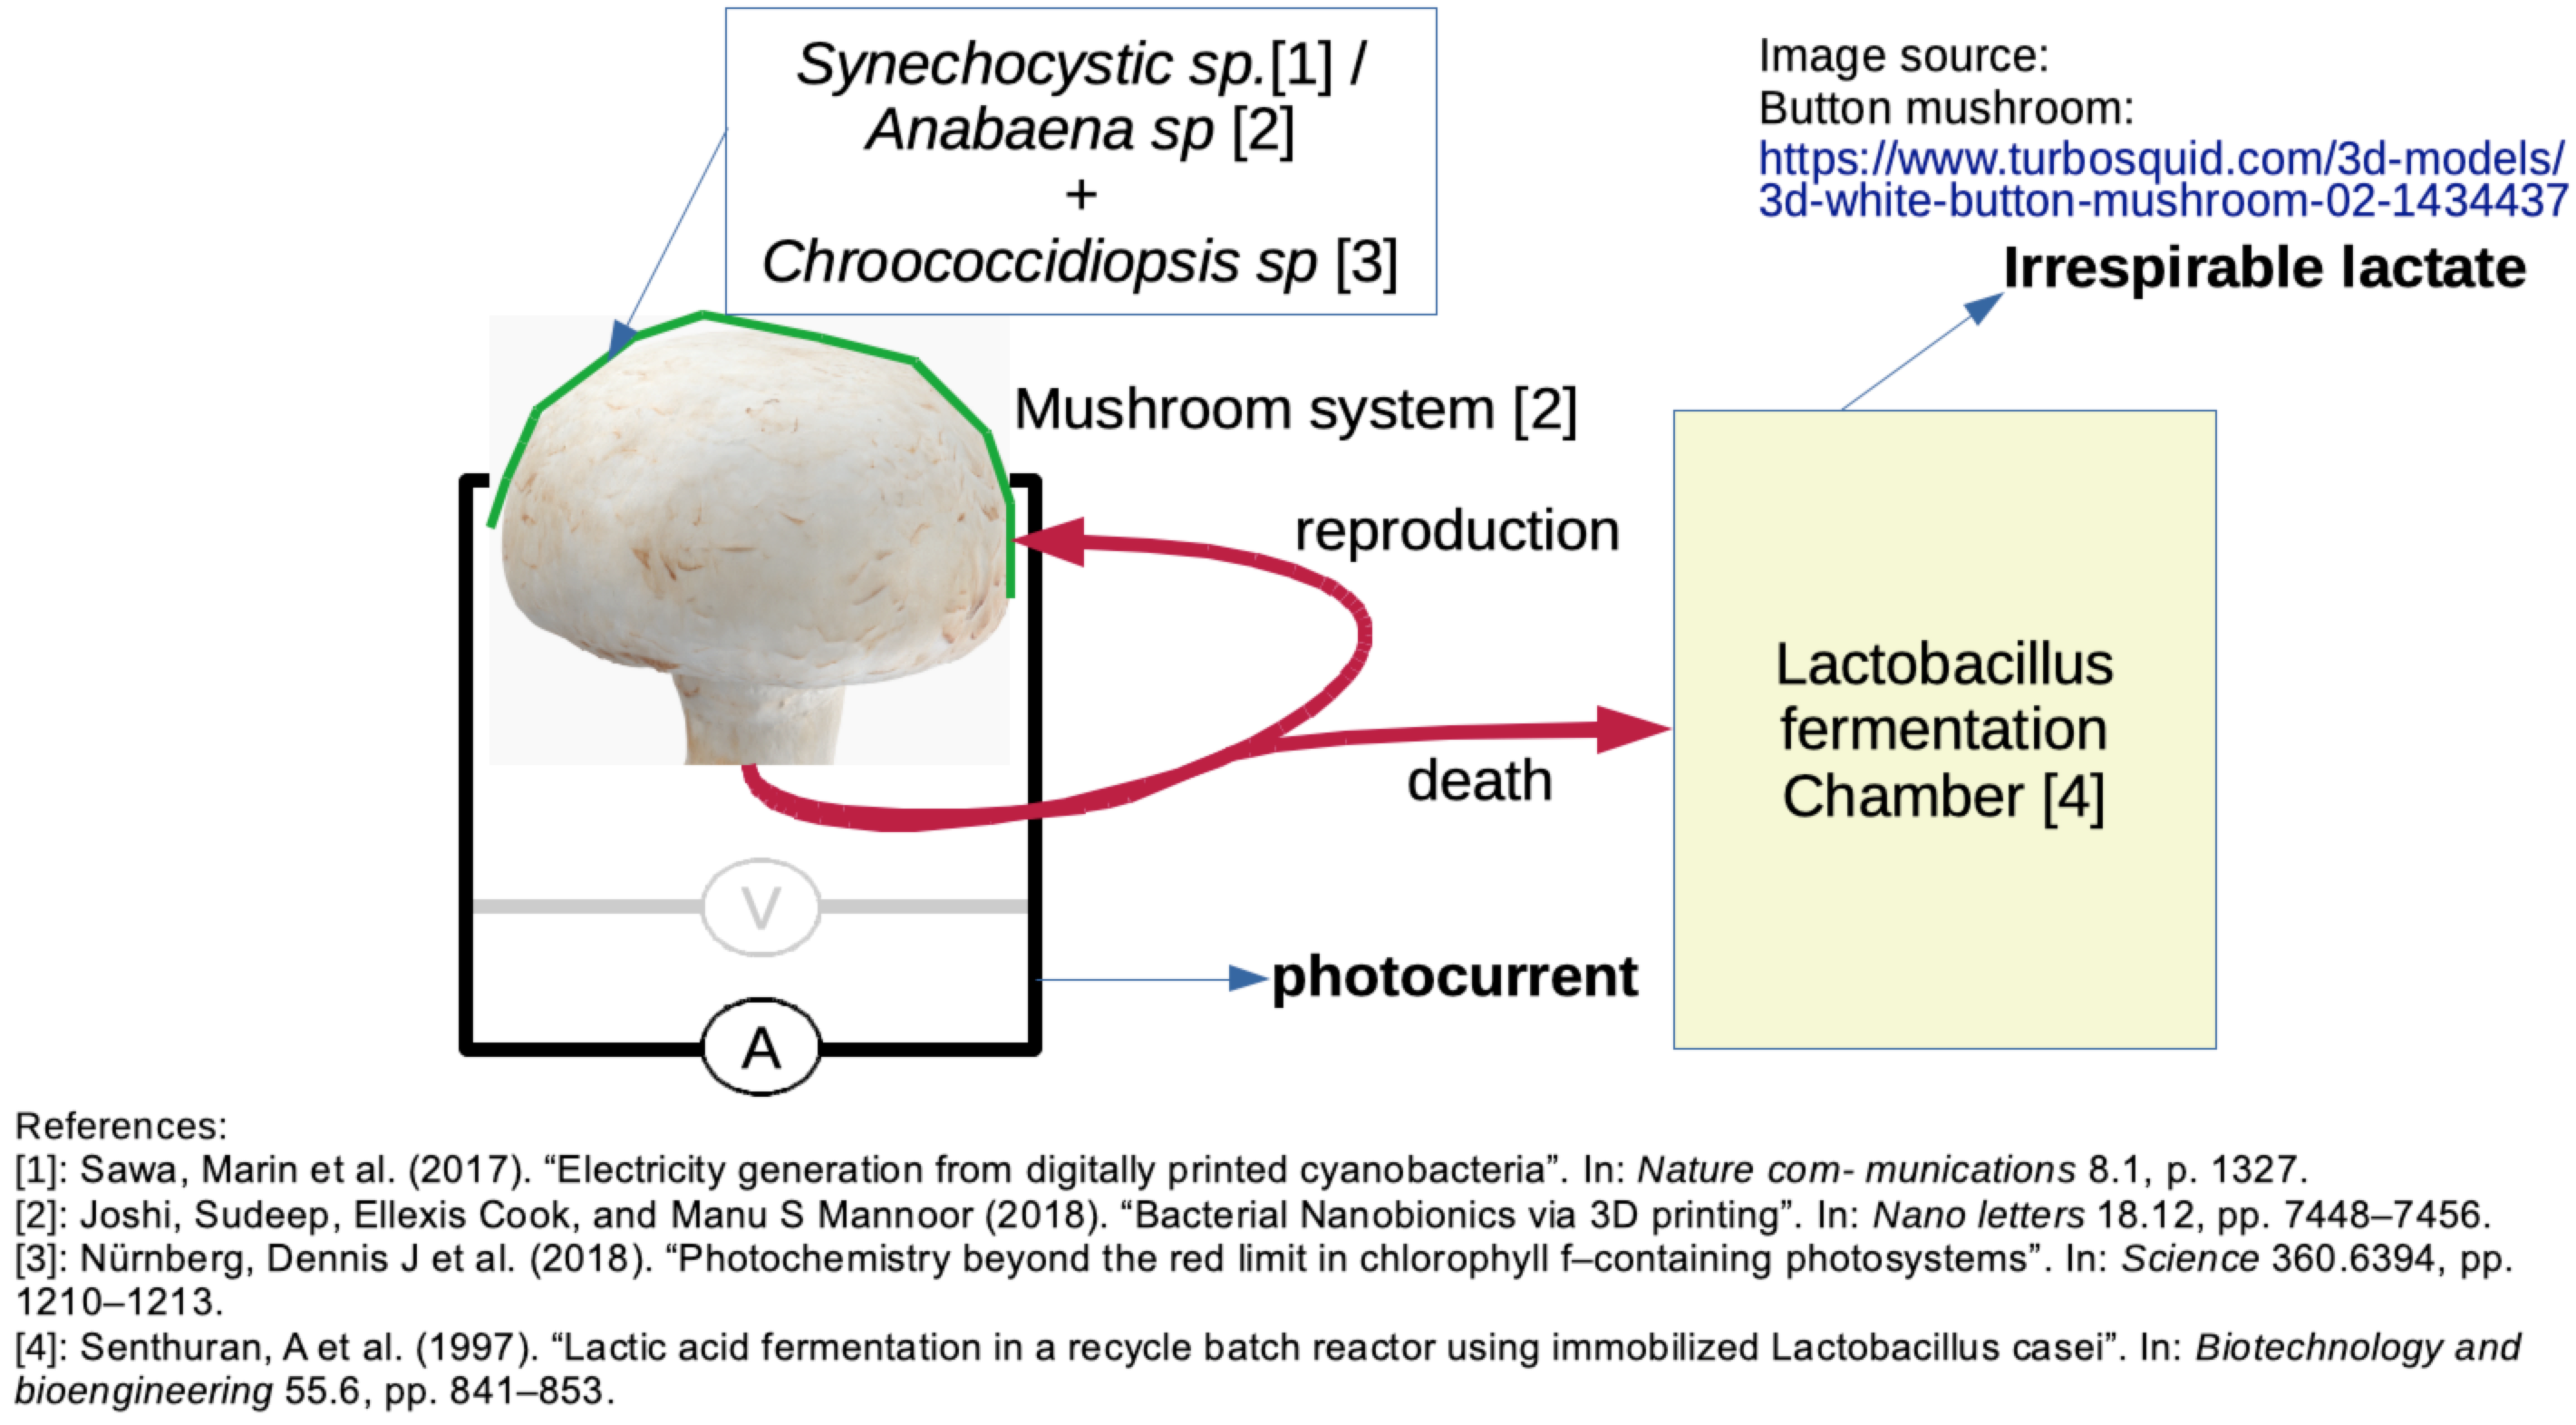 Synechocystic sp.[1] /
Anabaena sp [2]
+
Chroococcidiopsis sp [3]
Image source:
Button mushroom:
https://www.turbosquid.com/3d-models/
3d-white-button-mushroom-02-1434437
Irrespirable lactate
Mushroom system [2]
reproduction
death
Lactobacillus
fermentation
Chamber [4]
V
photocurrent
A
References:
[1]: Sawa, Marin et al. (2017). “Electricity generation from digitally printed cyanobacteria”. In: Nature com- munications 8.1, p. 1327.
[2]: Joshi, Sudeep, Ellexis Cook, and Manu S Mannoor (2018). “Bacterial Nanobionics via 3D printing”. In: Nano letters 18.12, pp. 7448–7456.
[3]: Nürnberg, Dennis J et al. (2018). “Photochemistry beyond the red limit in chlorophyll f–containing photosystems”. In: Science 360.6394, pp.
1210–1213.
[4]: Senthuran, A et al. (1997). “Lactic acid fermentation in a recycle batch reactor using immobilized Lactobacillus casei”. In: Biotechnology and
bioengineering 55.6, pp. 841–853.